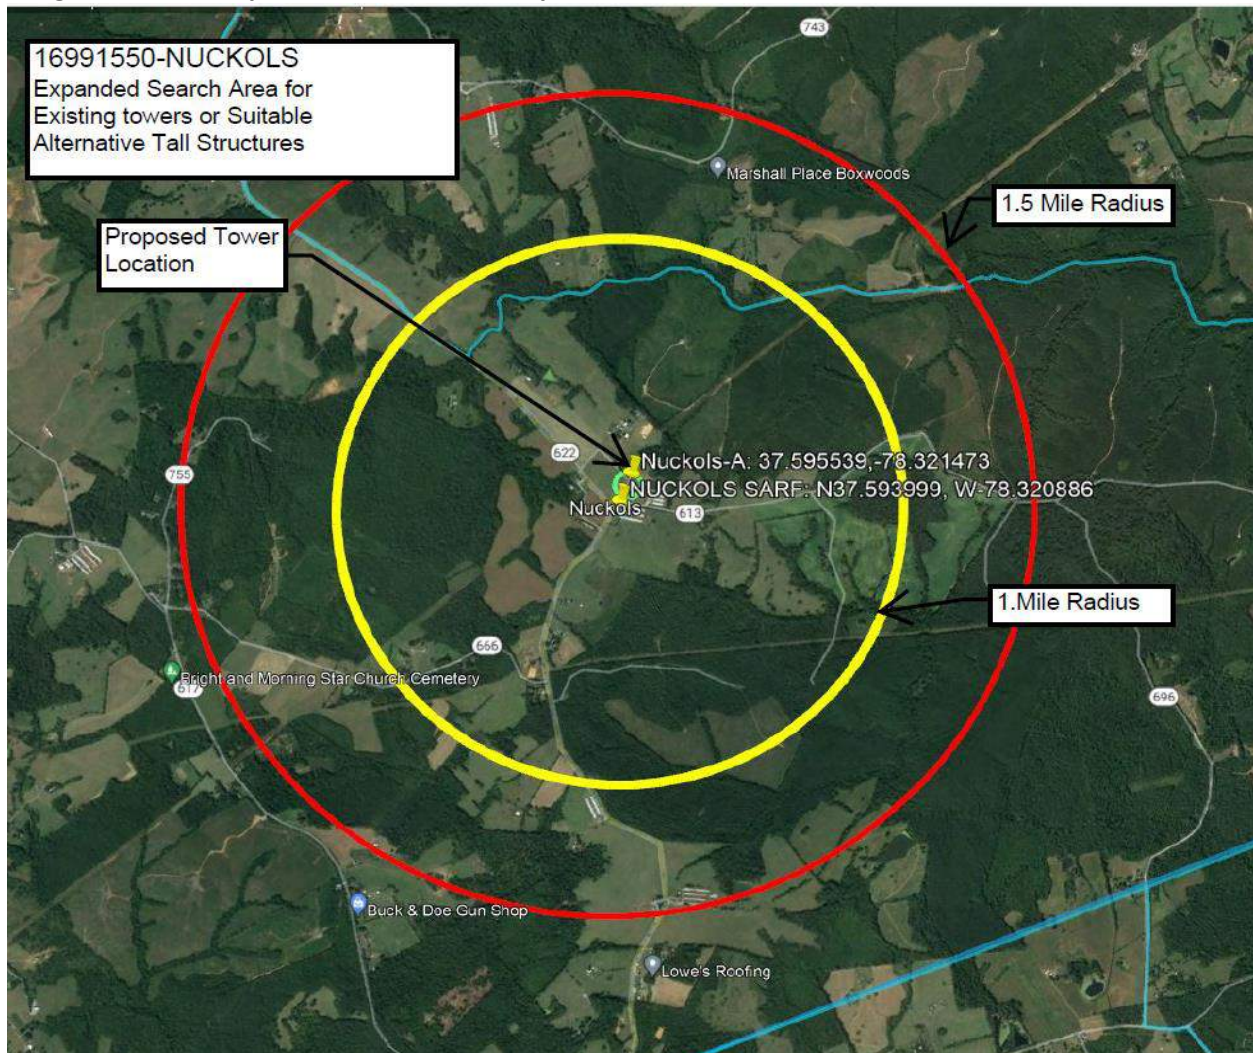 16991550-NUCKOLS
Expanded Search Area for
Existing towers or Suitable
Alternative Tall Structures
743
Marshall Place Boxwoods
1.5 Mile Radius
Proposed Tower
Location
622
Nuckols-A: 37.595539,-78.321473
755
NUCKOLS SARF: N37.593999, W-78.320886
Nuckols
613
1.Mile Radius
666
Bright and Morning Star Church Cemetery
617
696
Buck & Doe Gun Shop
Lowe's Roofing